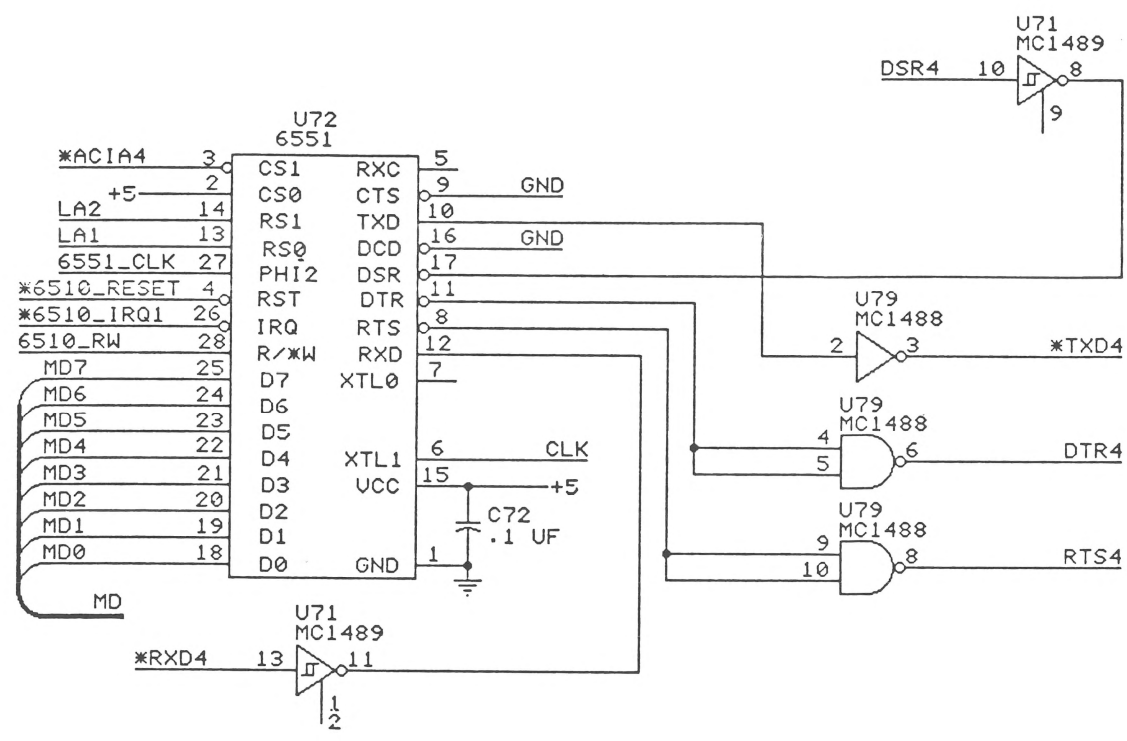 U71
MC1489
DSR4 10 8
9
U72
6551
*ACIA4 3 CS1 RXC 5
+5 2 CS0 CTS 9 GND
LA2 14 RS1 TXD 10
LA1 13 RS0 DCD 16 GND
6551_CLK 27 PHI2 DSR 17
*6510_RESET 4 RST DTR 11
*6510_IRQ1 26 IRQ RTS 8
6510_RW 28 R/*W RXD 12
MD7 25 D7 XTL0 7
MD6 24 D6
MD5 23 D5
MD4 22 D4 XTL1 6 CLK
MD3 21 D3 VCC 15 +5
MD2 20 D2
MD1 19 D1
MD0 18 D0 GND 1
C72
.1 UF
MD
U79
MC1488
2 3 *TXD4
U79
MC1488
4 6 DTR4
5
U79
MC1488
9 8 RTS4
10
U71
MC1489
*RXD4 13 11
1
2